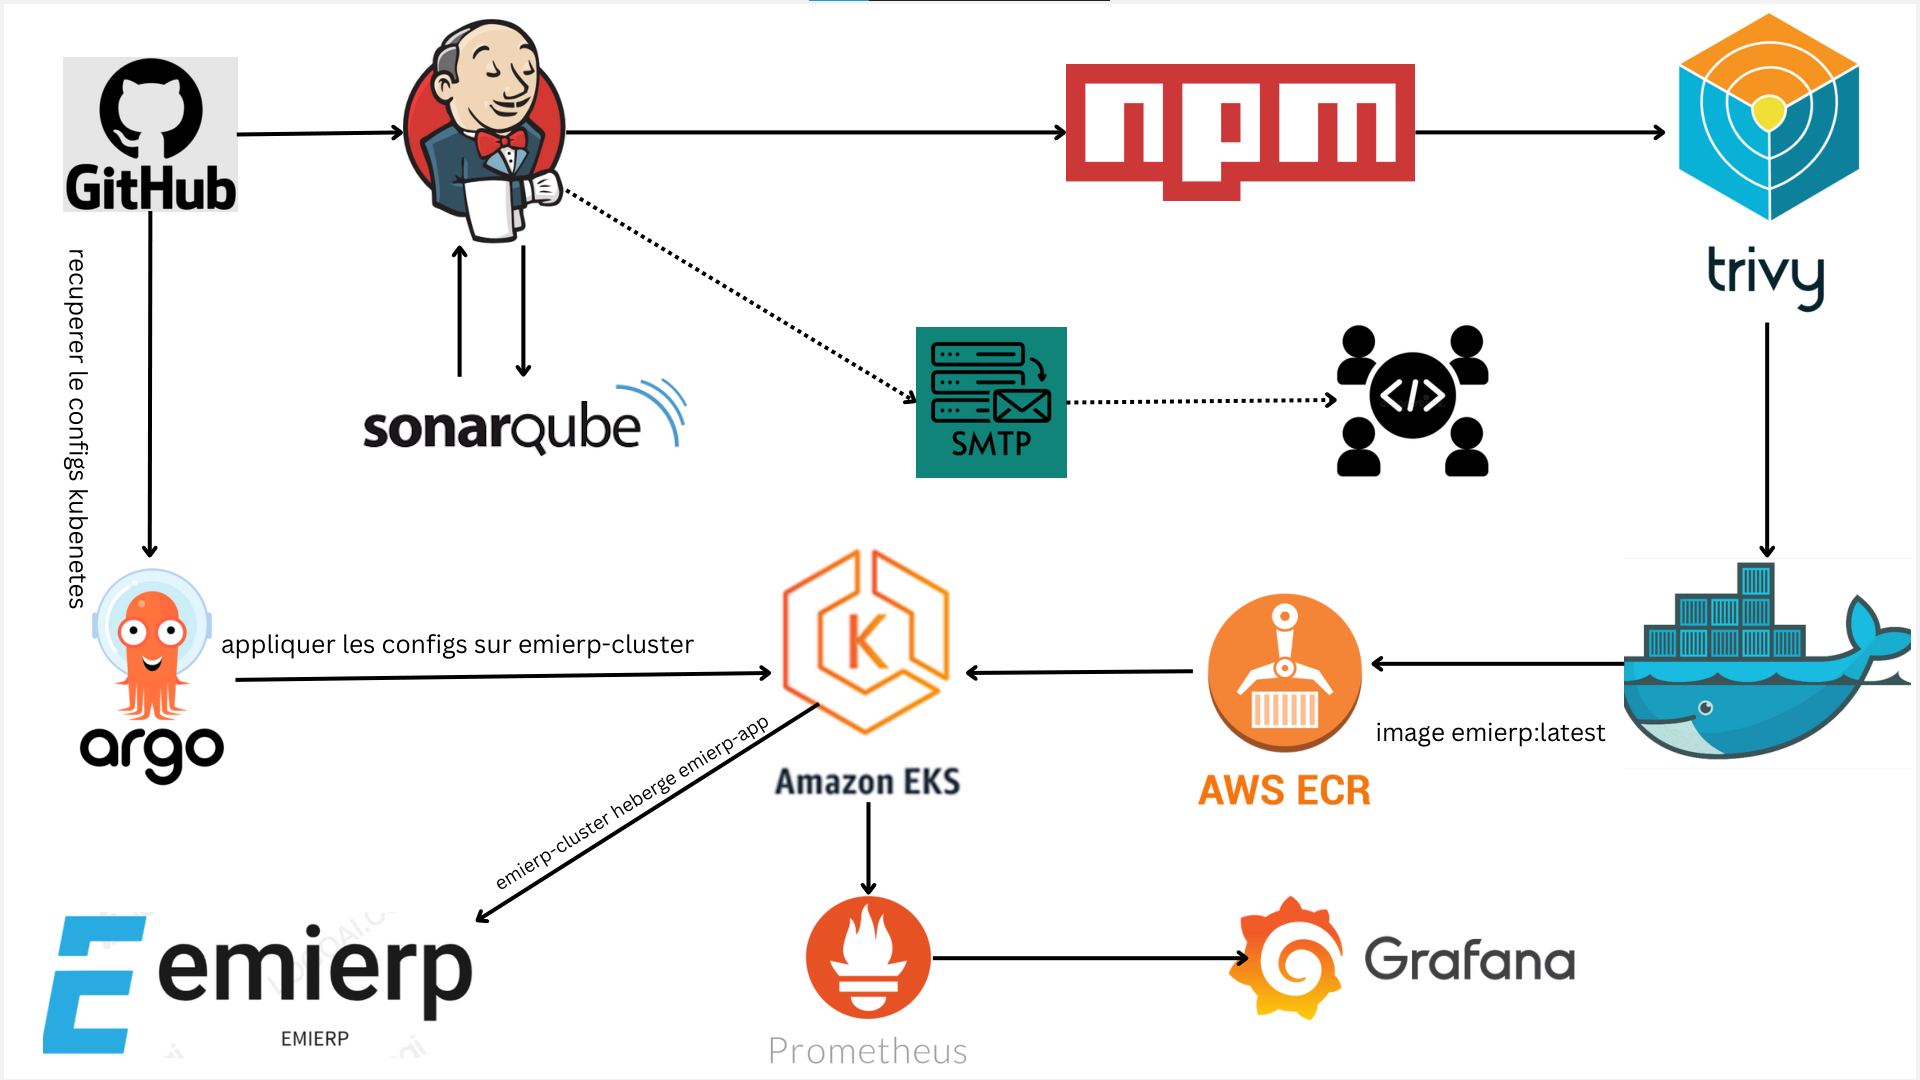 GitHub
npm
trivy
recuperer le configs kubenetes
sonarqube
SMTP
</>
argo
appliquer les configs sur emierp-cluster
K
Amazon EKS
AWS ECR
image emierp:latest
emierp-cluster heberge emierp-app
E emierp
EMIERP
Prometheus
Grafana